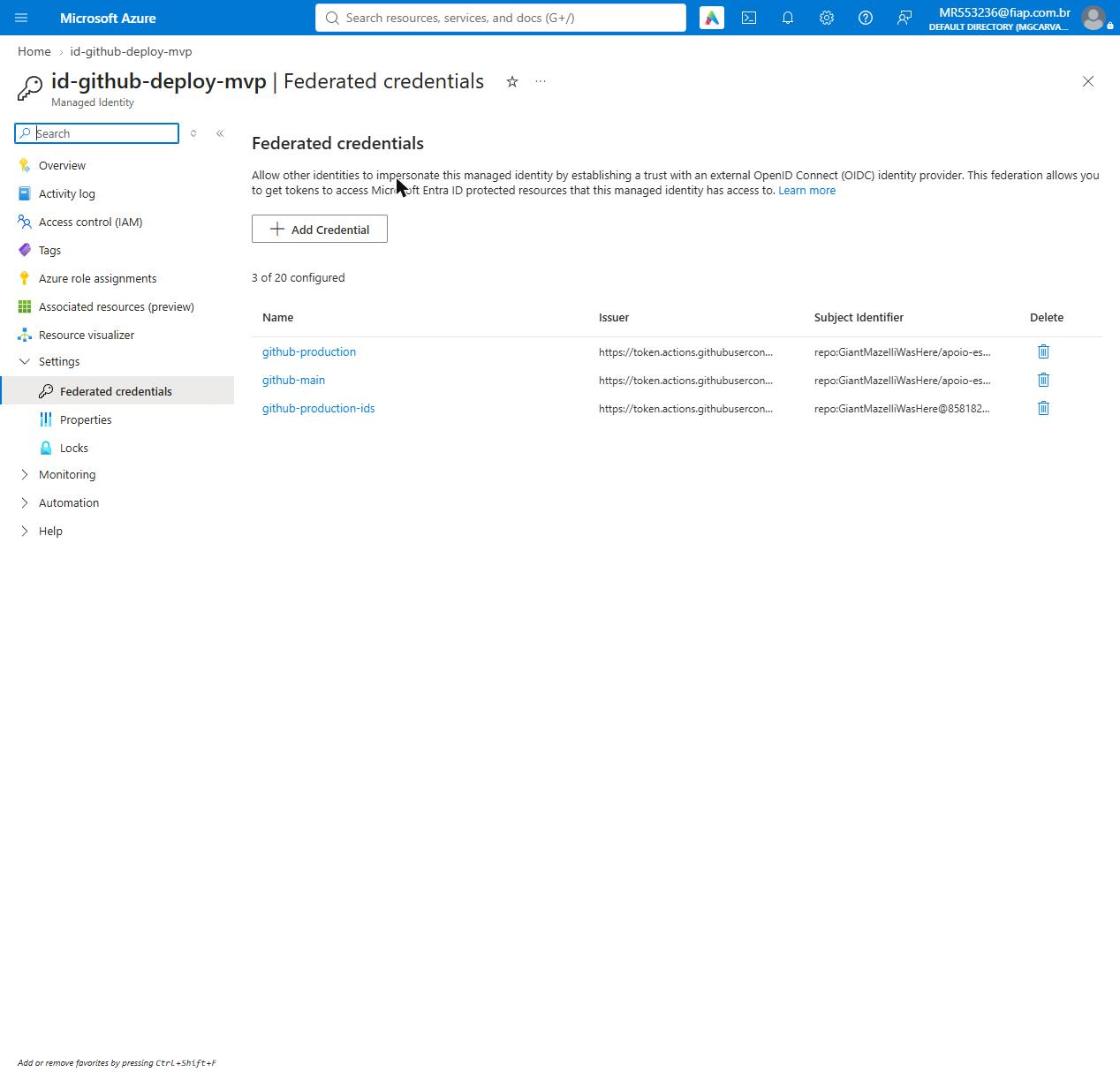 Microsoft Azure
Search resources, services, and docs (G+/)
MR553236@fiap.com.br
DEFAULT DIRECTORY (MGCARVA...
Home > id-github-deploy-mvp
id-github-deploy-mvp | Federated credentials
Managed Identity
Search
Overview
Activity log
Access control (IAM)
Tags
Azure role assignments
Associated resources (preview)
Resource visualizer
Settings
Federated credentials
Properties
Locks
Monitoring
Automation
Help
Federated credentials
Allow other identities to impersonate this managed identity by establishing a trust with an external OpenID Connect (OIDC) identity provider. This federation allows you
to get tokens to access Microsoft Entra ID protected resources that this managed identity has access to. Learn more
Add Credential
3 of 20 configured
Name Issuer Subject Identifier Delete
github-production https://token.actions.githubusercon... repo:GiantMazelliWasHere/apoio-es...
github-main https://token.actions.githubusercon... repo:GiantMazelliWasHere/apoio-es...
github-production-ids https://token.actions.githubusercon... repo:GiantMazelliWasHere@858182...
Add or remove favorites by pressing Ctrl+Shift+F